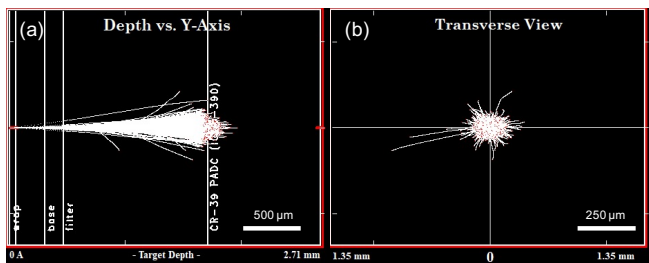 (a)
Depth vs. Y-Axis
base
filter
CR-39 PADC
500 µm
0 A
- Target Depth -
2.71 mm
(b)
Transverse View
250 µm
1.35 mm
0
1.35 mm